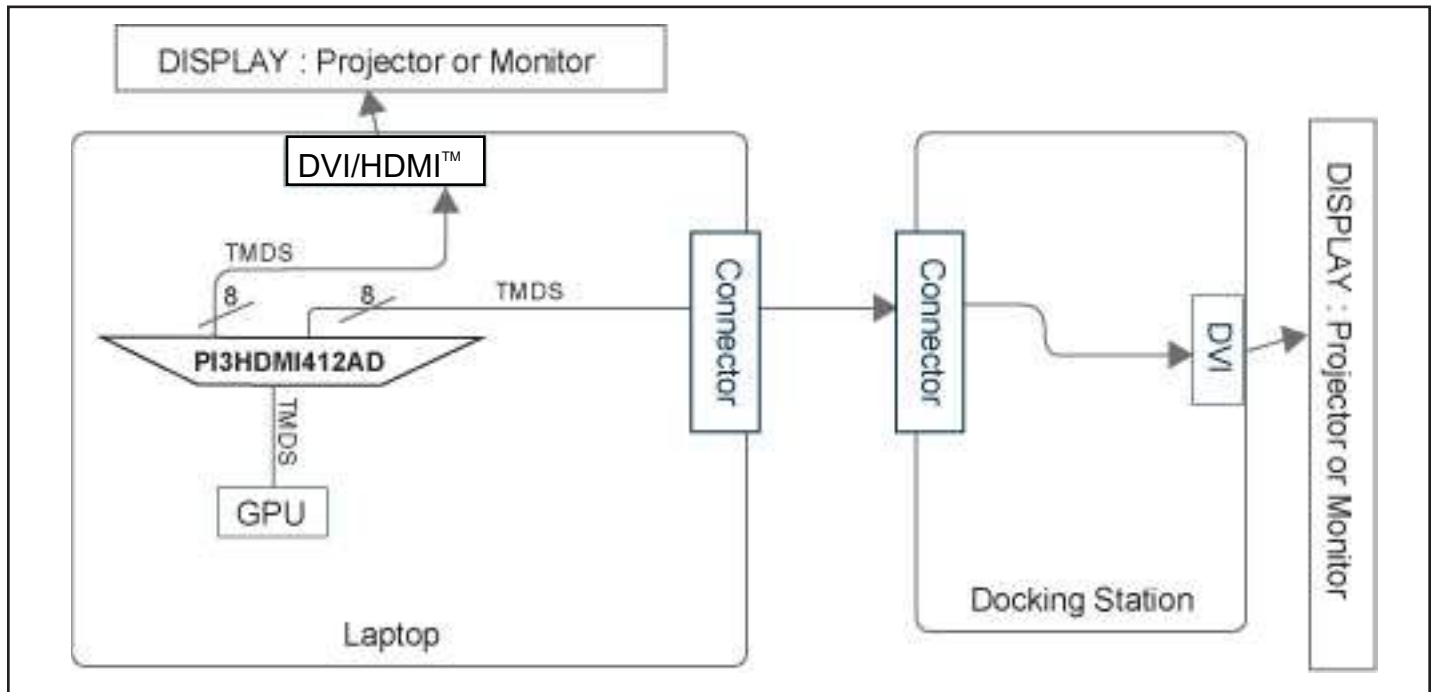 DISPLAY : Projector or Monitor
DVI/HDMI™
TMDS
8
8
TMDS
PI3HDMI412AD
TMDS
GPU
Laptop
Connector
Connector
DVI
Docking Station
DISPLAY : Projector or Monitor